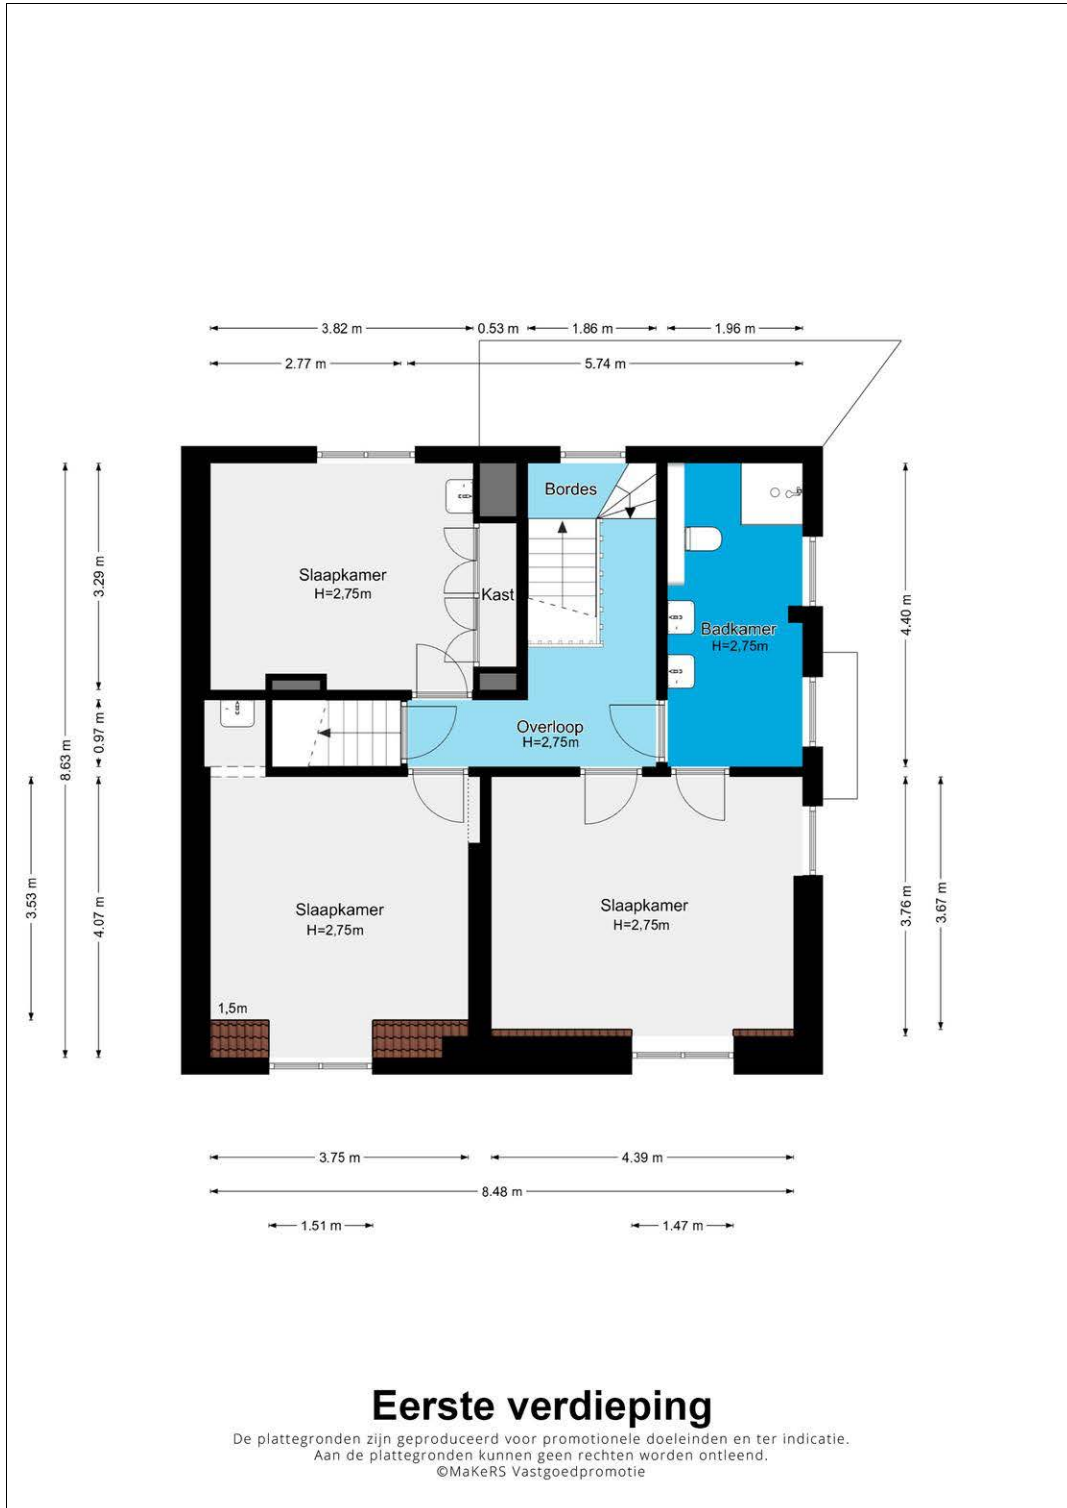 3.82 m
0.53 m
1.86 m
1.96 m
2.77 m
5.74 m
Bordes
Slaapkamer
H=2,75m
Kast
Badkamer
H=2,75m
Overloop
H=2,75m
3.29 m
0.97 m
8.63 m
4.40 m
3.53 m
4.07 m
3.76 m
3.67 m
Slaapkamer
H=2,75m
Slaapkamer
H=2,75m
1,5m
3.75 m
4.39 m
8.48 m
1.51 m
1.47 m
Eerste verdieping
De plattegronden zijn geproduceerd voor promotionele doeleinden en ter indicatie.
Aan de plattegronden kunnen geen rechten worden ontleend.
©MaKeRS Vastgoedpromotie